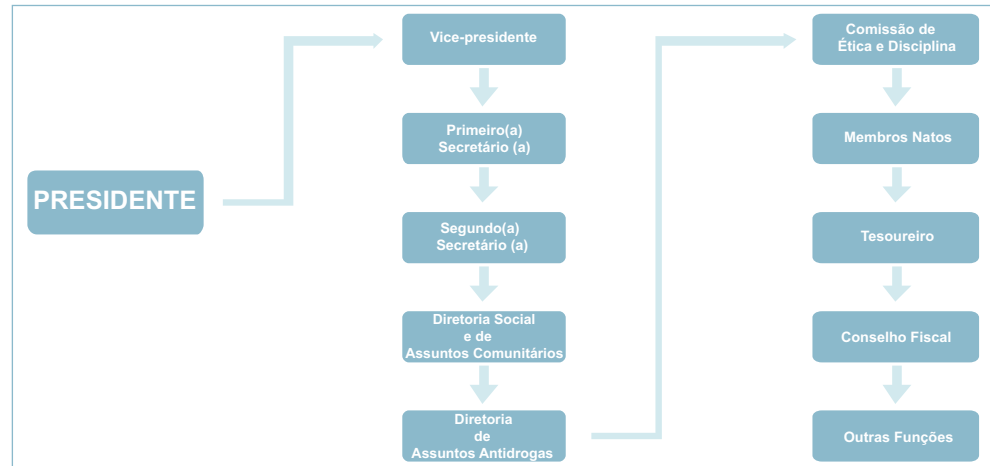 PRESIDENTE
Vice-presidente
Primeiro(a)
Secretário (a)
Segundo(a)
Secretário (a)
Diretoria Social
e de
Assuntos Comunitários
Diretoria
de
Assuntos Antidrogas
Comissão de
Ética e Disciplina
Membros Natos
Tesoureiro
Conselho Fiscal
Outras Funções